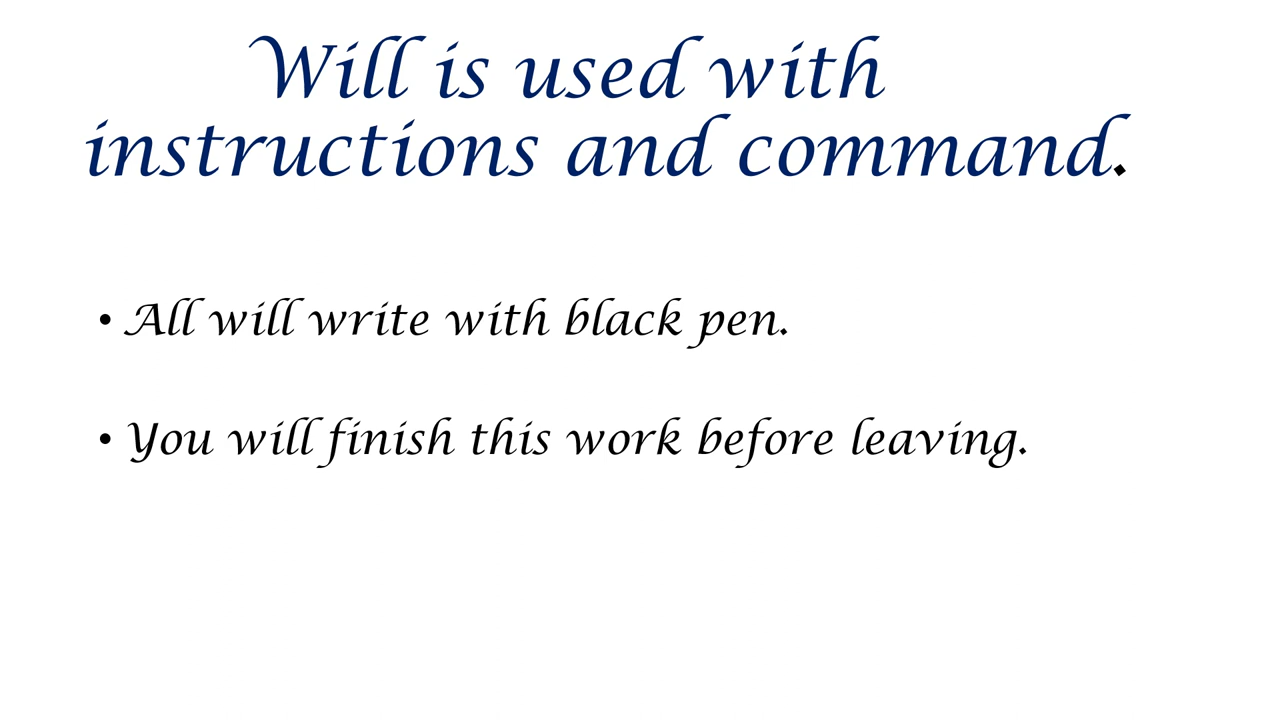 Will is used with
instructions and command.
• All will write with black pen.
• You will finish this work before leaving.